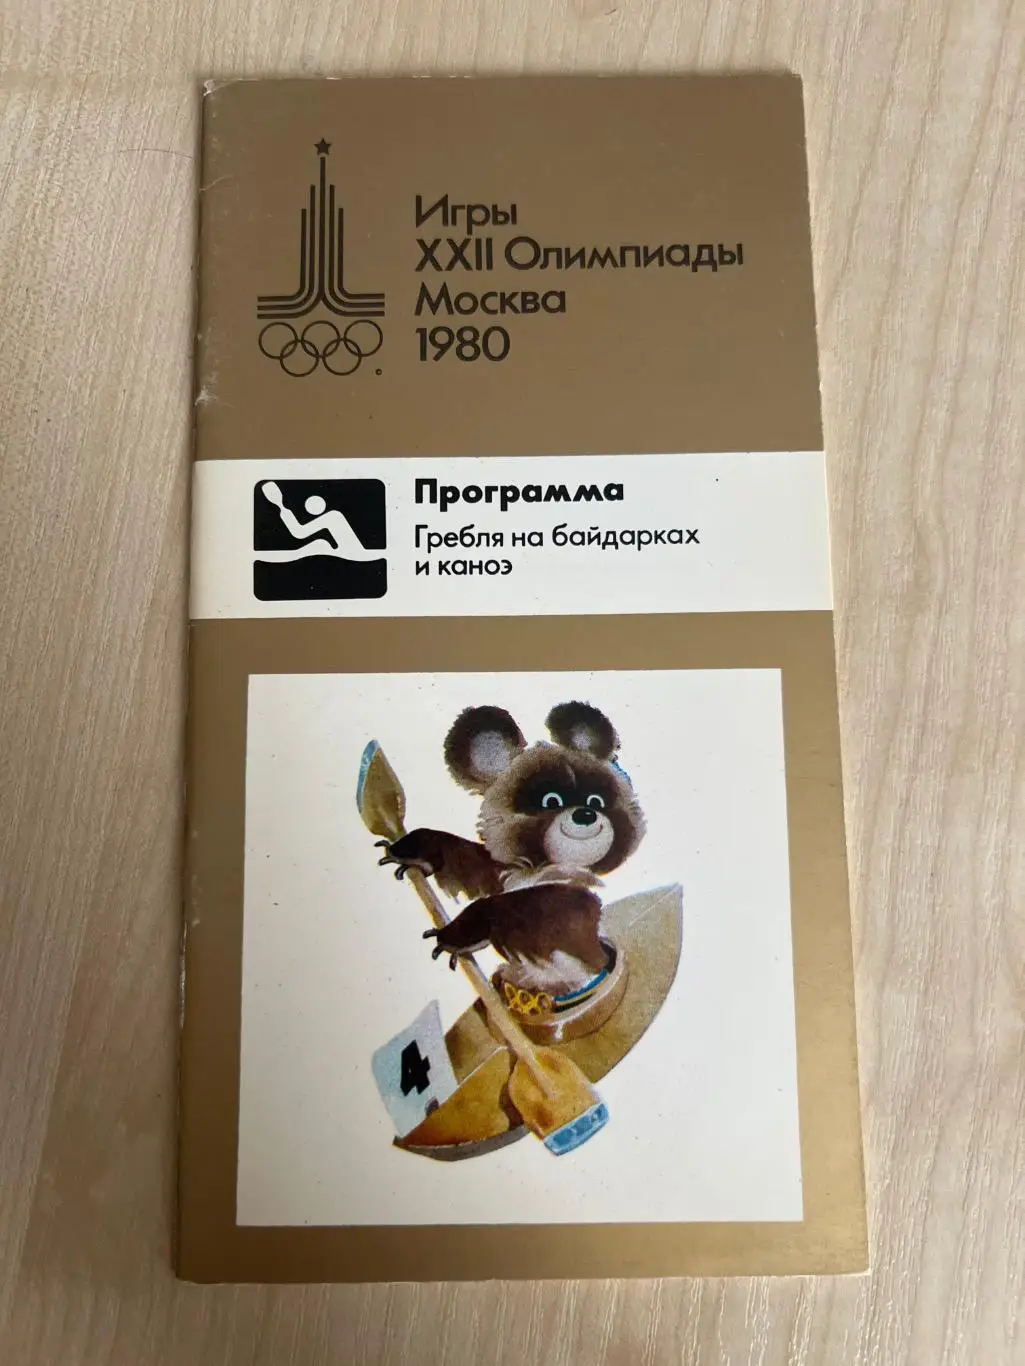 Игры
XXII Олимпиады
Москва
1980
©
Программа
Гребля на байдарках
и каноэ
4